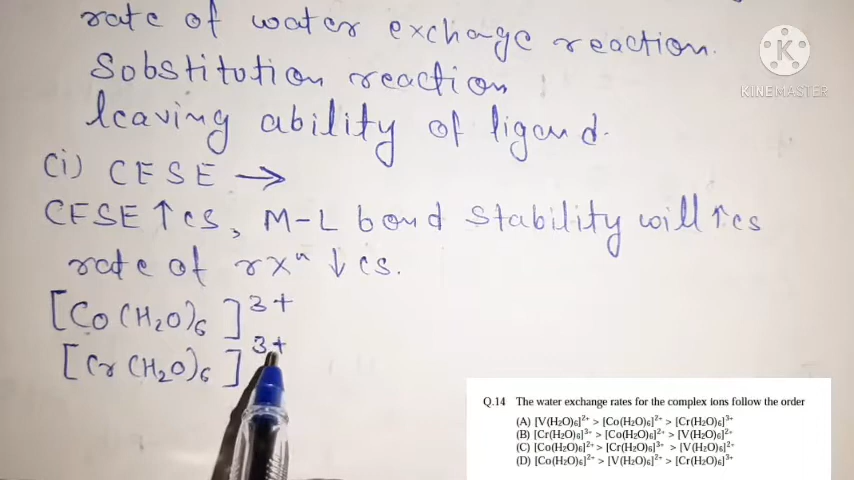 rate of water exchange reaction.
Sobstitution reaction
leaving ability of ligand.
(i) CFSE →
CFSE ↑cs, M-L bond stability will ↑cs
rate of rxⁿ ↓cs.
[Co(H₂O)₆]³⁺
[Cr(H₂O)₆]³⁺
K
KINEMASTER
Q.14 The water exchange rates for the complex ions follow the order
(A) [V(H₂O)₆]²⁺ > [Co(H₂O)₆]²⁺ > [Cr(H₂O)₆]³⁺
(B) [Cr(H₂O)₆]³⁺ > [Co(H₂O)₆]²⁺ > [V(H₂O)₆]²⁺
(C) [Co(H₂O)₆]²⁺ > [Cr(H₂O)₆]³⁺ > [V(H₂O)₆]²⁺
(D) [Co(H₂O)₆]²⁺ > [V(H₂O)₆]²⁺ > [Cr(H₂O)₆]³⁺